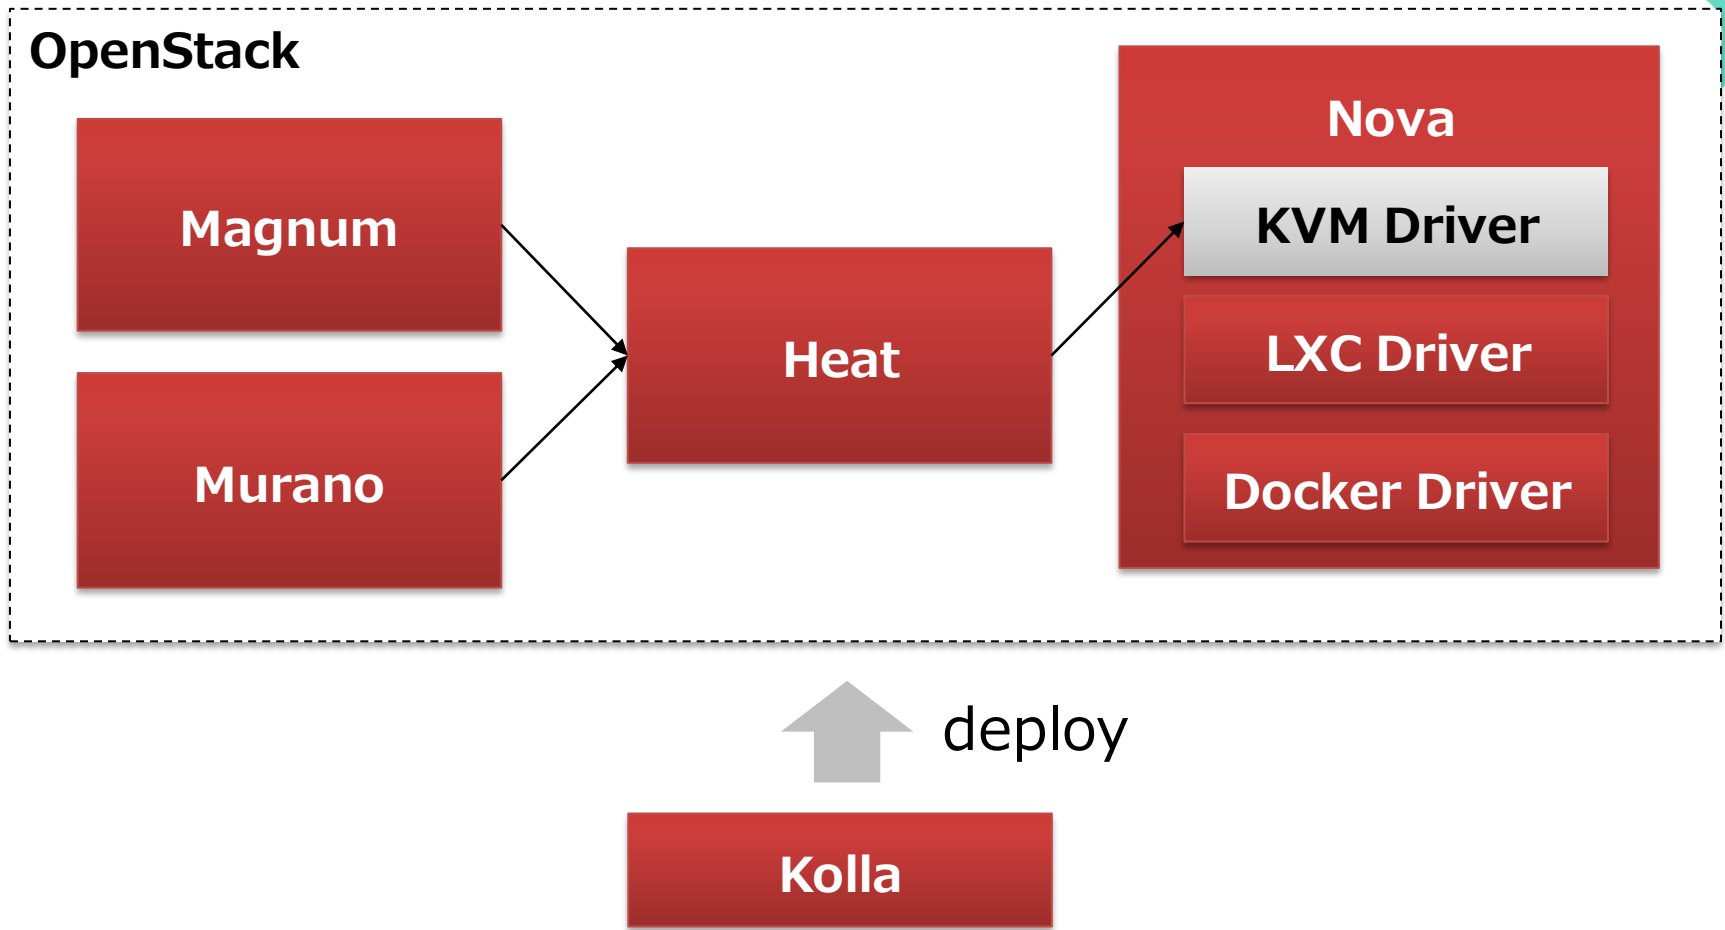 OpenStack
Nova
Magnum
KVM Driver
Heat
LXC Driver
Murano
Docker Driver
deploy
Kolla